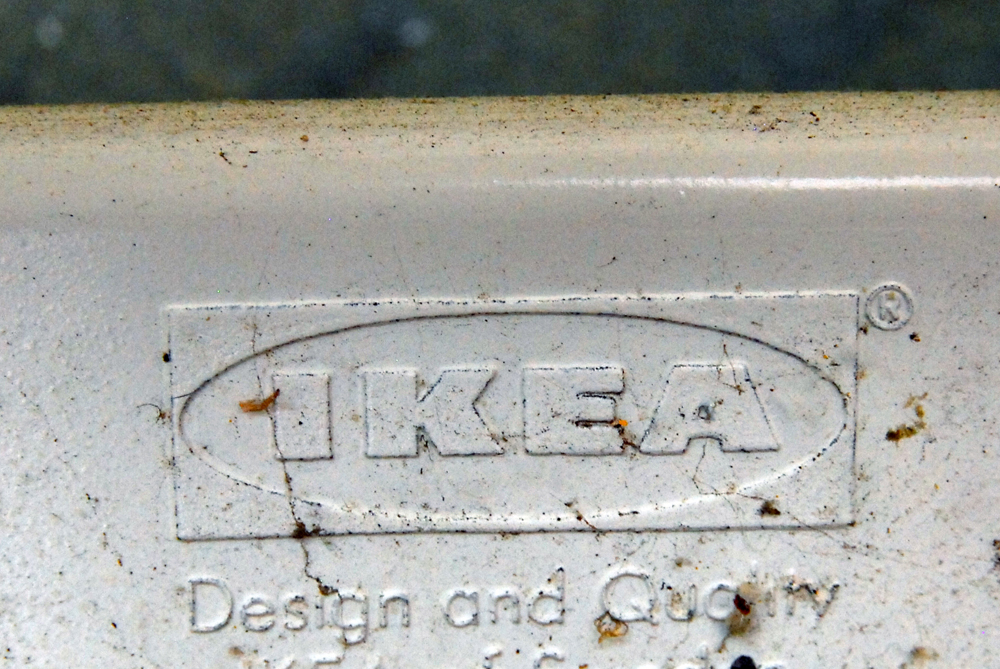 IKEA®
Design and Quality